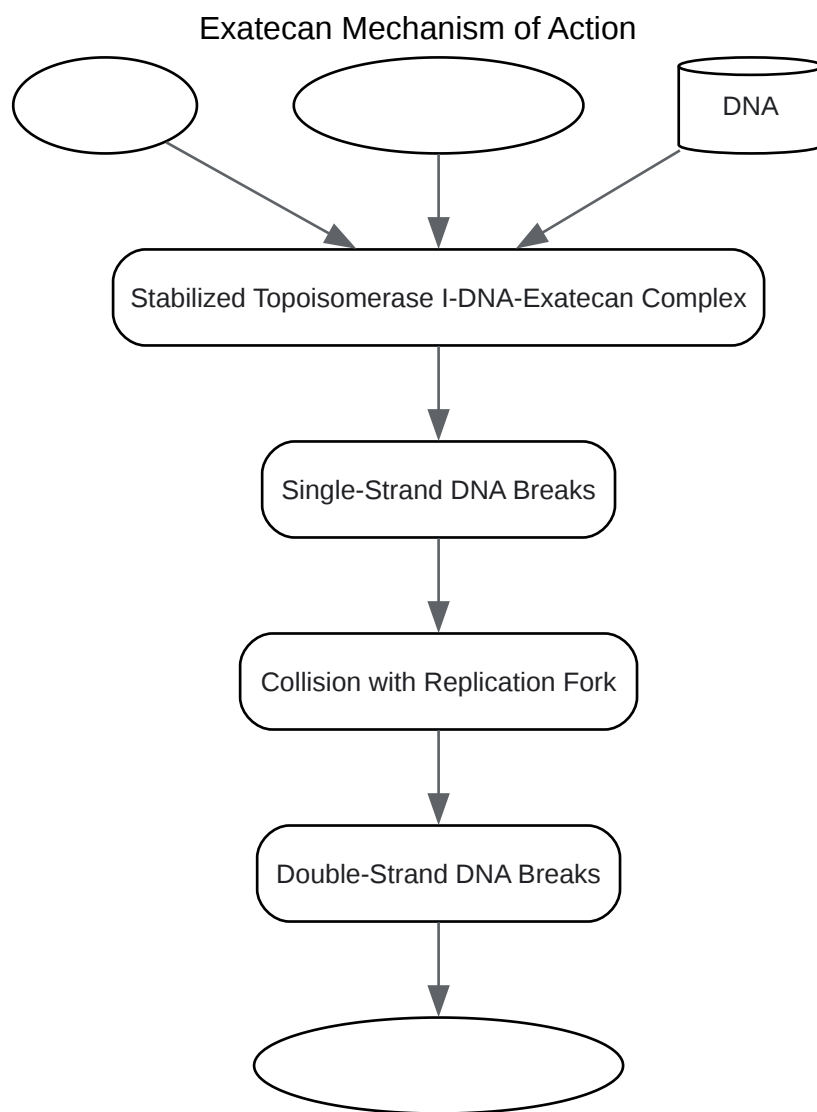 Exatecan Mechanism of Action
DNA
Stabilized Topoisomerase I-DNA-Exatecan Complex
Single-Strand DNA Breaks
Collision with Replication Fork
Double-Strand DNA Breaks